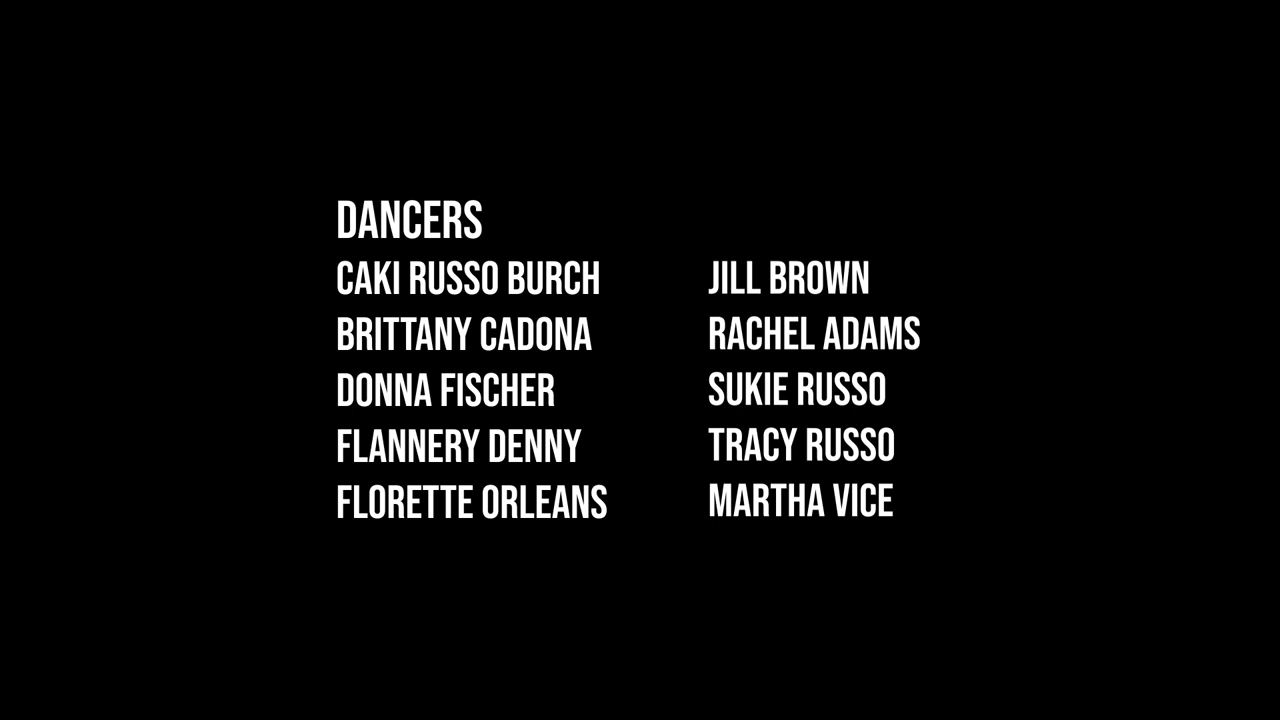 DANCERS
CAKI RUSSO BURCH
BRITTANY CADONA
DONNA FISCHER
FLANNERY DENNY
FLORETTE ORLEANS
JILL BROWN
RACHEL ADAMS
SUKIE RUSSO
TRACY RUSSO
MARTHA VICE